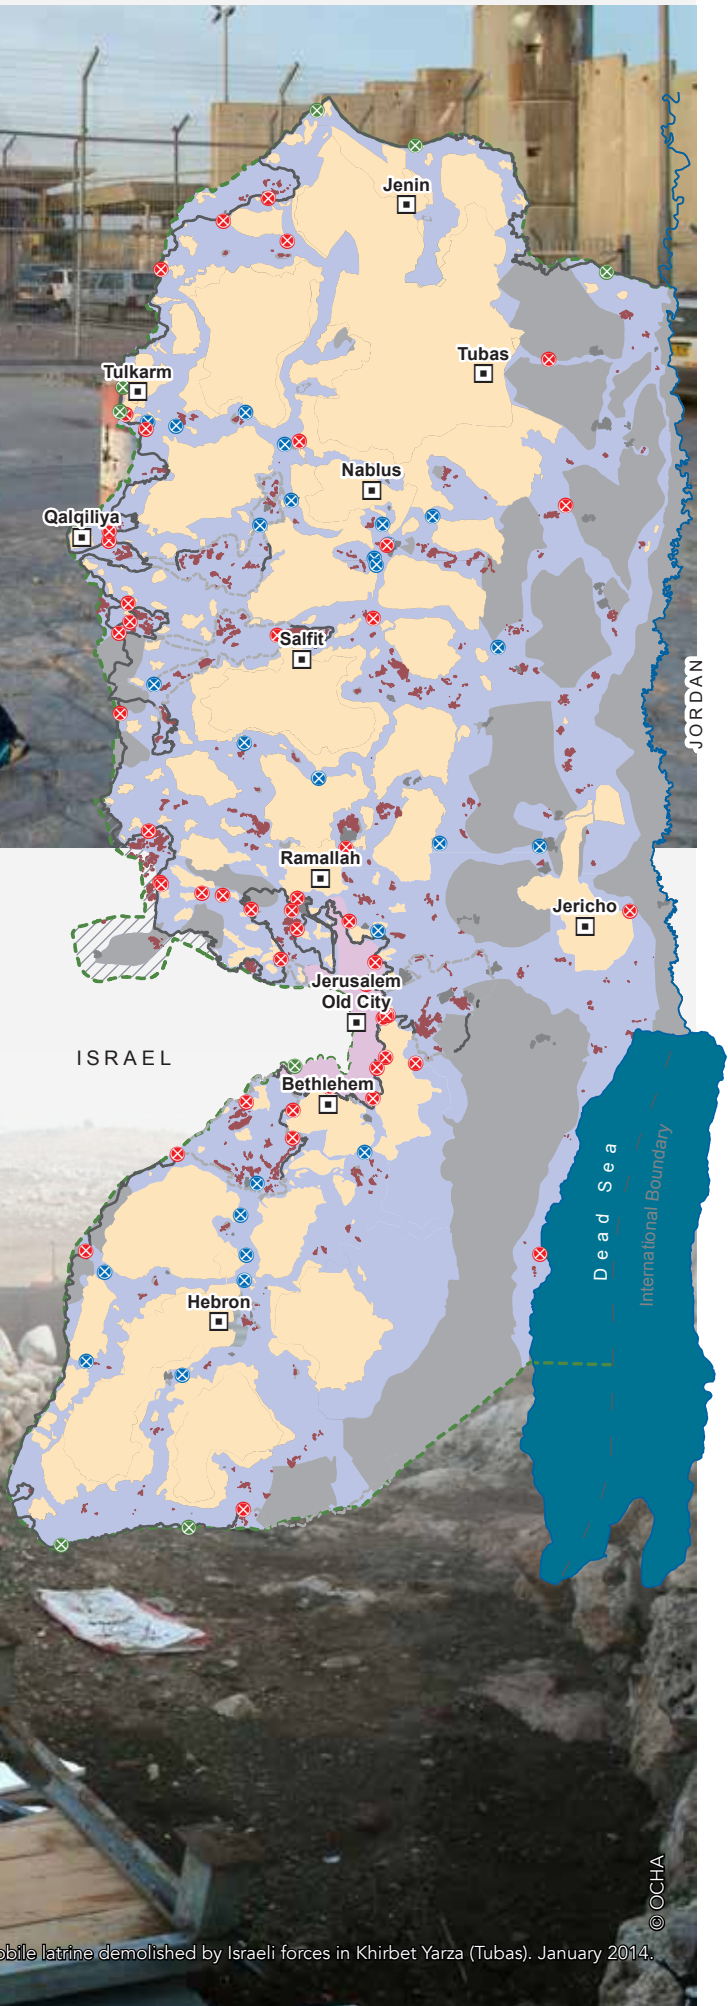 Jenin
Tubas
Tulkarm
Nablus
Qalqiliya
Salfit
JORDAN
Ramallah
Jericho
Jerusalem
Old City
ISRAEL
Bethlehem
Dead Sea
International Boundary
Hebron
© OCHA
latrine demolished by Israeli forces in Khirbet Yarza (Tubas). January 2014.